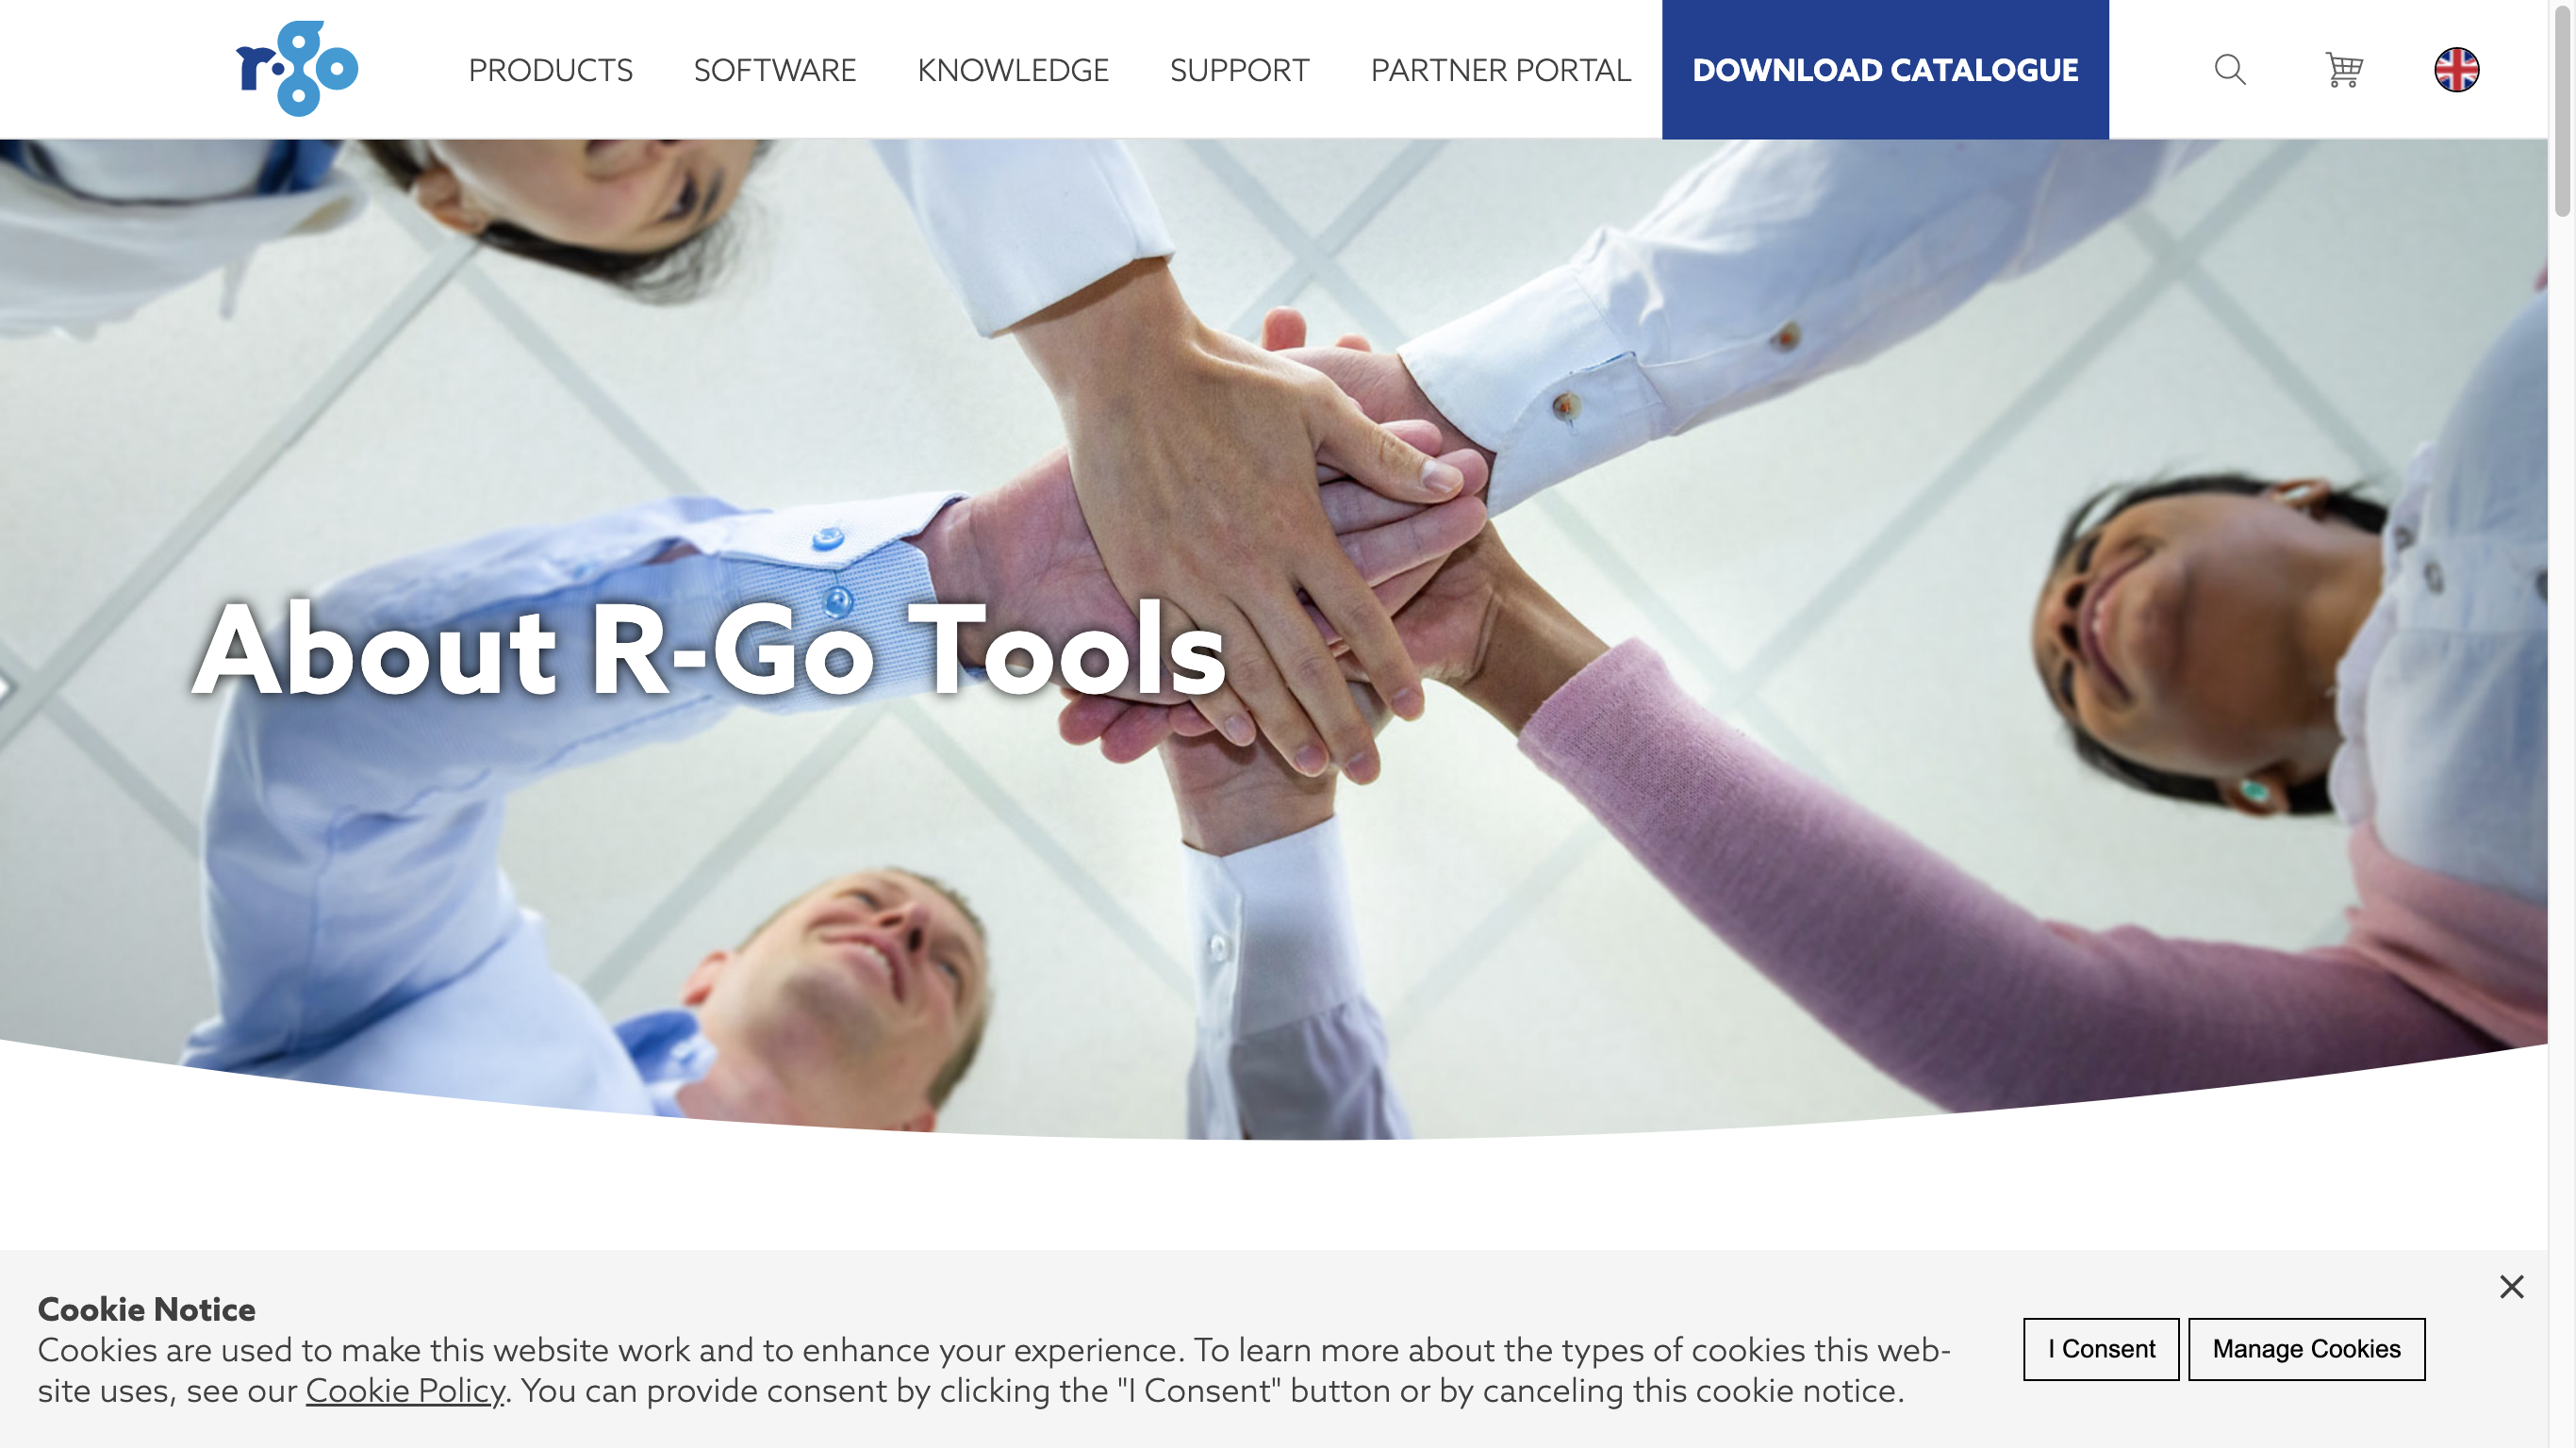 r·go
PRODUCTS
SOFTWARE
KNOWLEDGE
SUPPORT
PARTNER PORTAL
DOWNLOAD CATALOGUE
About R-Go Tools
Cookie Notice
Cookies are used to make this website work and to enhance your experience. To learn more about the types of cookies this web-
site uses, see our Cookie Policy. You can provide consent by clicking the "I Consent" button or by canceling this cookie notice.
I Consent
Manage Cookies